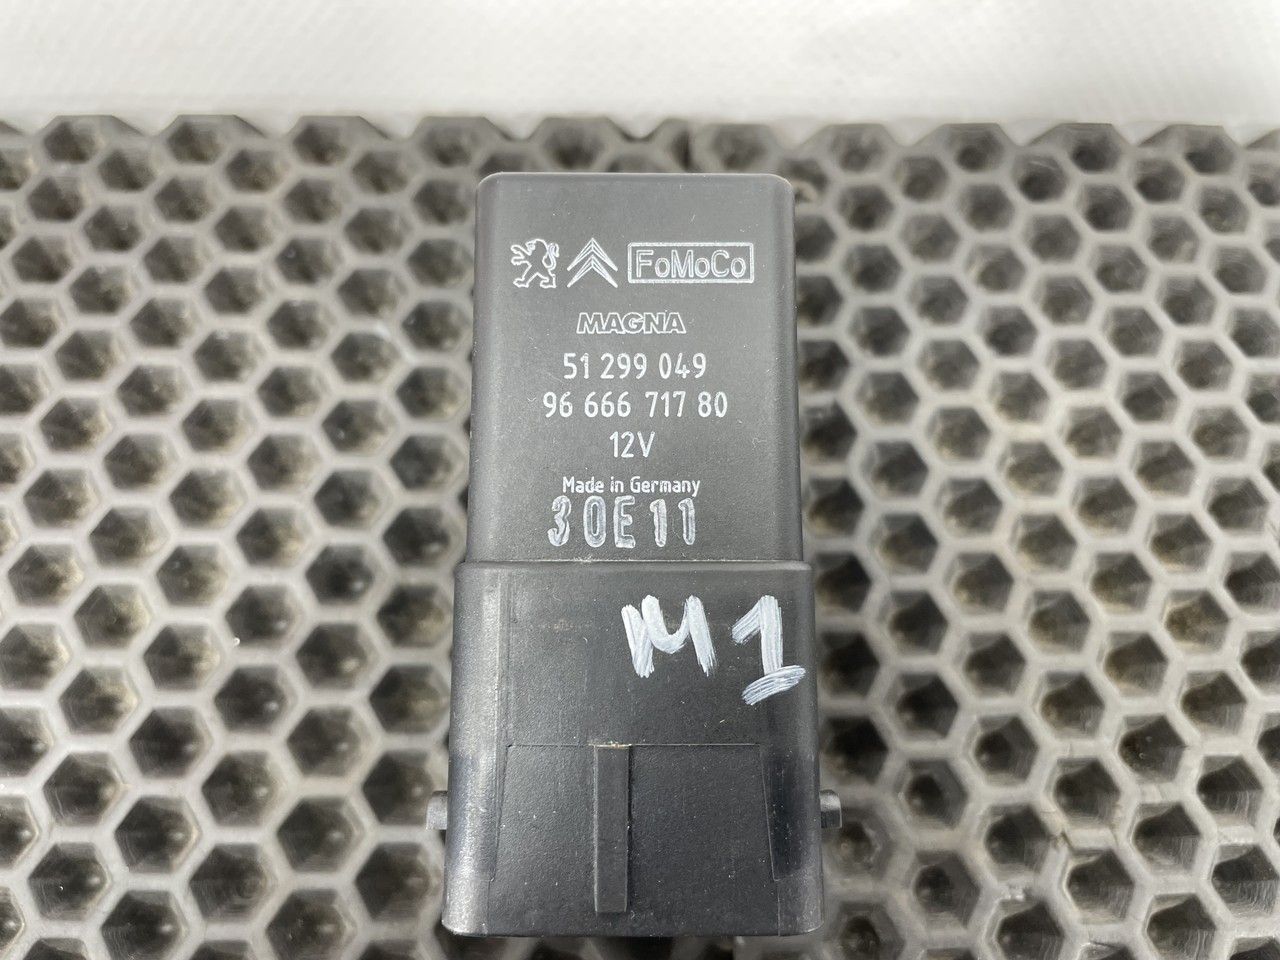 FoMoCo
MAGNA
51 299 049
96 666 717 80
12V
Made in Germany
30E11
M1